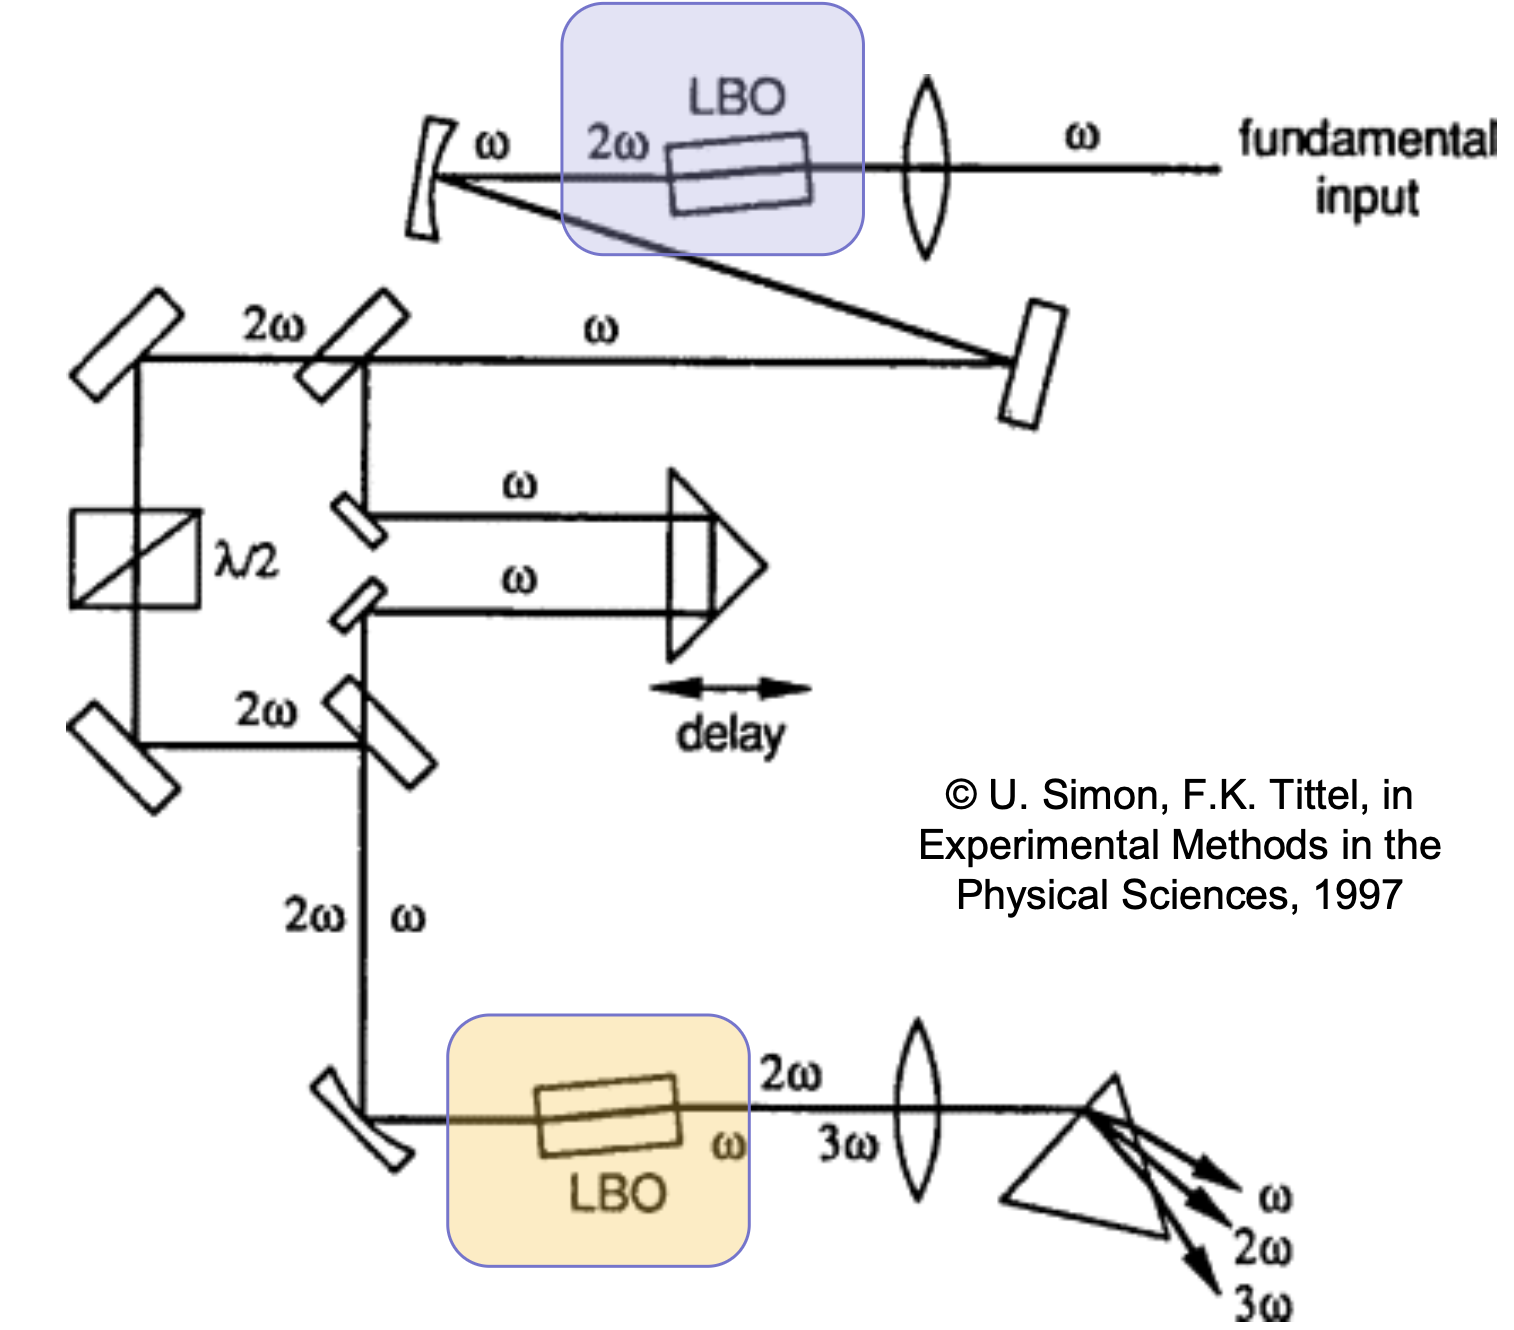 LBO
ω 2ω ω fundamental
input
2ω ω
ω
λ/2 ω
delay
2ω
© U. Simon, F.K. Tittel, in
Experimental Methods in the
Physical Sciences, 1997
2ω ω
2ω
ω 3ω
LBO
ω
2ω
3ω